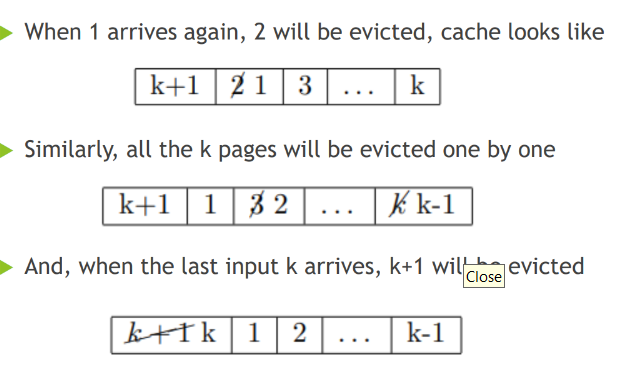 When 1 arrives again, 2 will be evicted, cache looks like
k+1 2 1 3 ... k
Similarly, all the k pages will be evicted one by one
k+1 1 3 2 ... k k-1
And, when the last input k arrives, k+1 will be evicted
Close
k+1 k 1 2 ... k-1